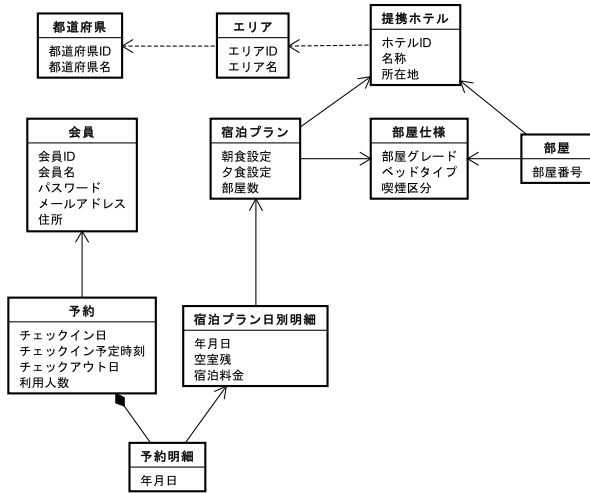 都道府県
都道府県ID
都道府県名
エリア
エリアID
エリア名
提携ホテル
ホテルID
名称
所在地
会員
会員ID
会員名
パスワード
メールアドレス
住所
宿泊プラン
朝食設定
夕食設定
部屋数
部屋仕様
部屋グレード
ベッドタイプ
喫煙区分
部屋
部屋番号
予約
チェックイン日
チェックイン予定時刻
チェックアウト日
利用人数
宿泊プラン日別明細
年月日
空室残
宿泊料金
予約明細
年月日